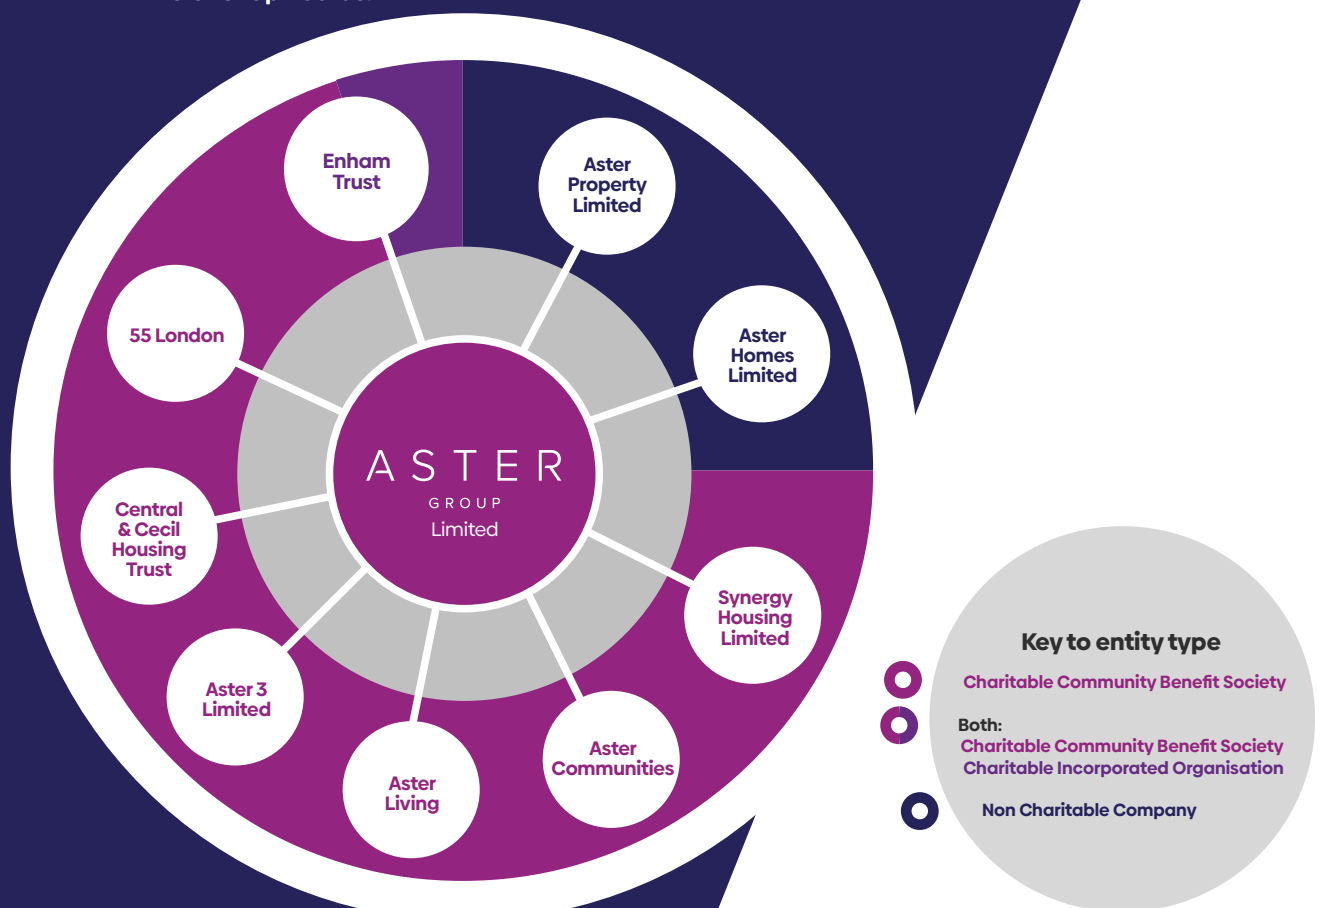 Enham
Trust
Aster
Property
Limited
55 London
Aster
Homes
Limited
ASTER
GROUP
Limited
Central
& Cecil
Housing
Trust
Synergy
Housing
Limited
Aster 3
Limited
Aster
Living
Aster
Communities
Key to entity type
Charitable Community Benefit Society
Both:
Charitable Community Benefit Society
Charitable Incorporated Organisation
Non Charitable Company